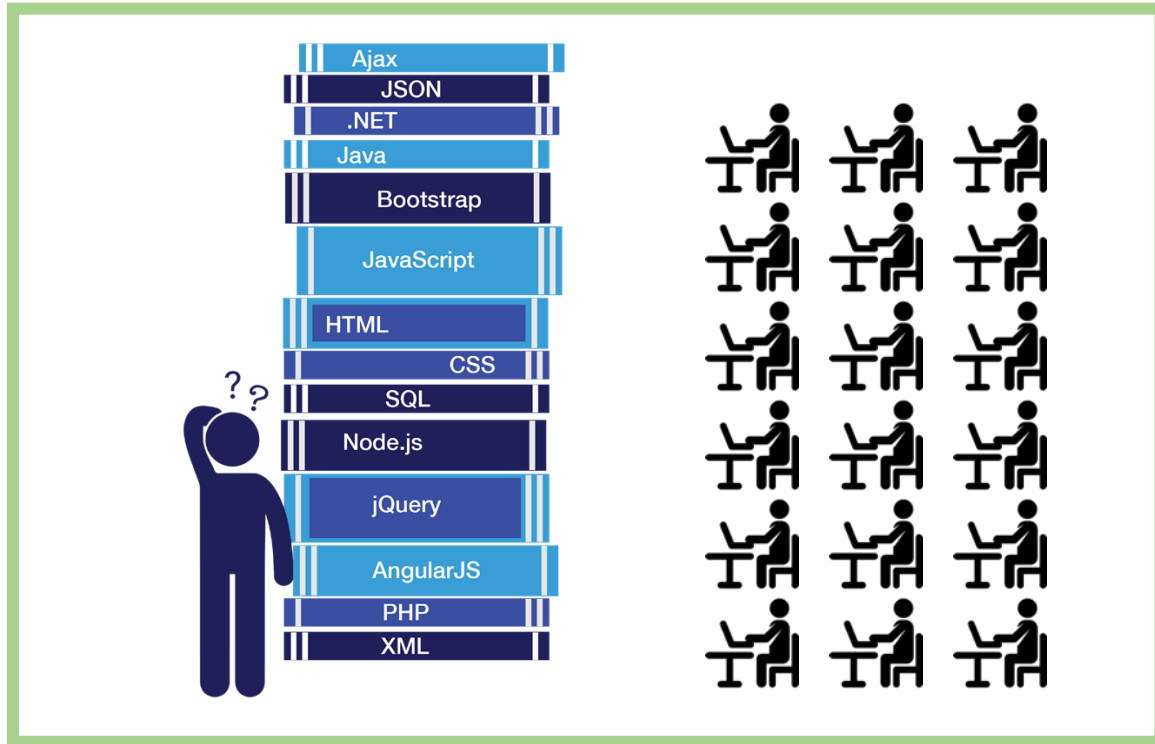 Ajax
JSON
.NET
Java
Bootstrap
JavaScript
HTML
CSS
SQL
? ?
Node.js
jQuery
AngularJS
PHP
XML